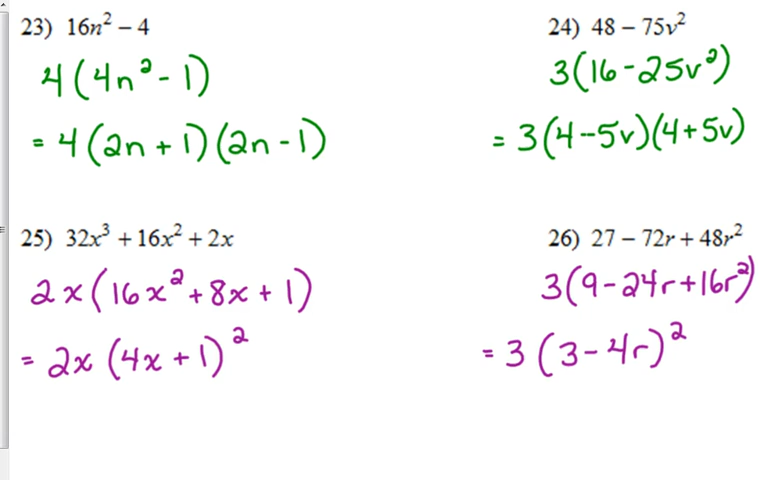 23) 16n² – 4
4(4n² - 1)
= 4(2n + 1)(2n - 1)
24) 48 – 75v²
3(16 - 25v²)
= 3(4 - 5v)(4 + 5v)
25) 32x³ + 16x² + 2x
2x(16x² + 8x + 1)
= 2x(4x + 1)²
26) 27 – 72r + 48r²
3(9 - 24r + 16r²)
= 3(3 - 4r)²